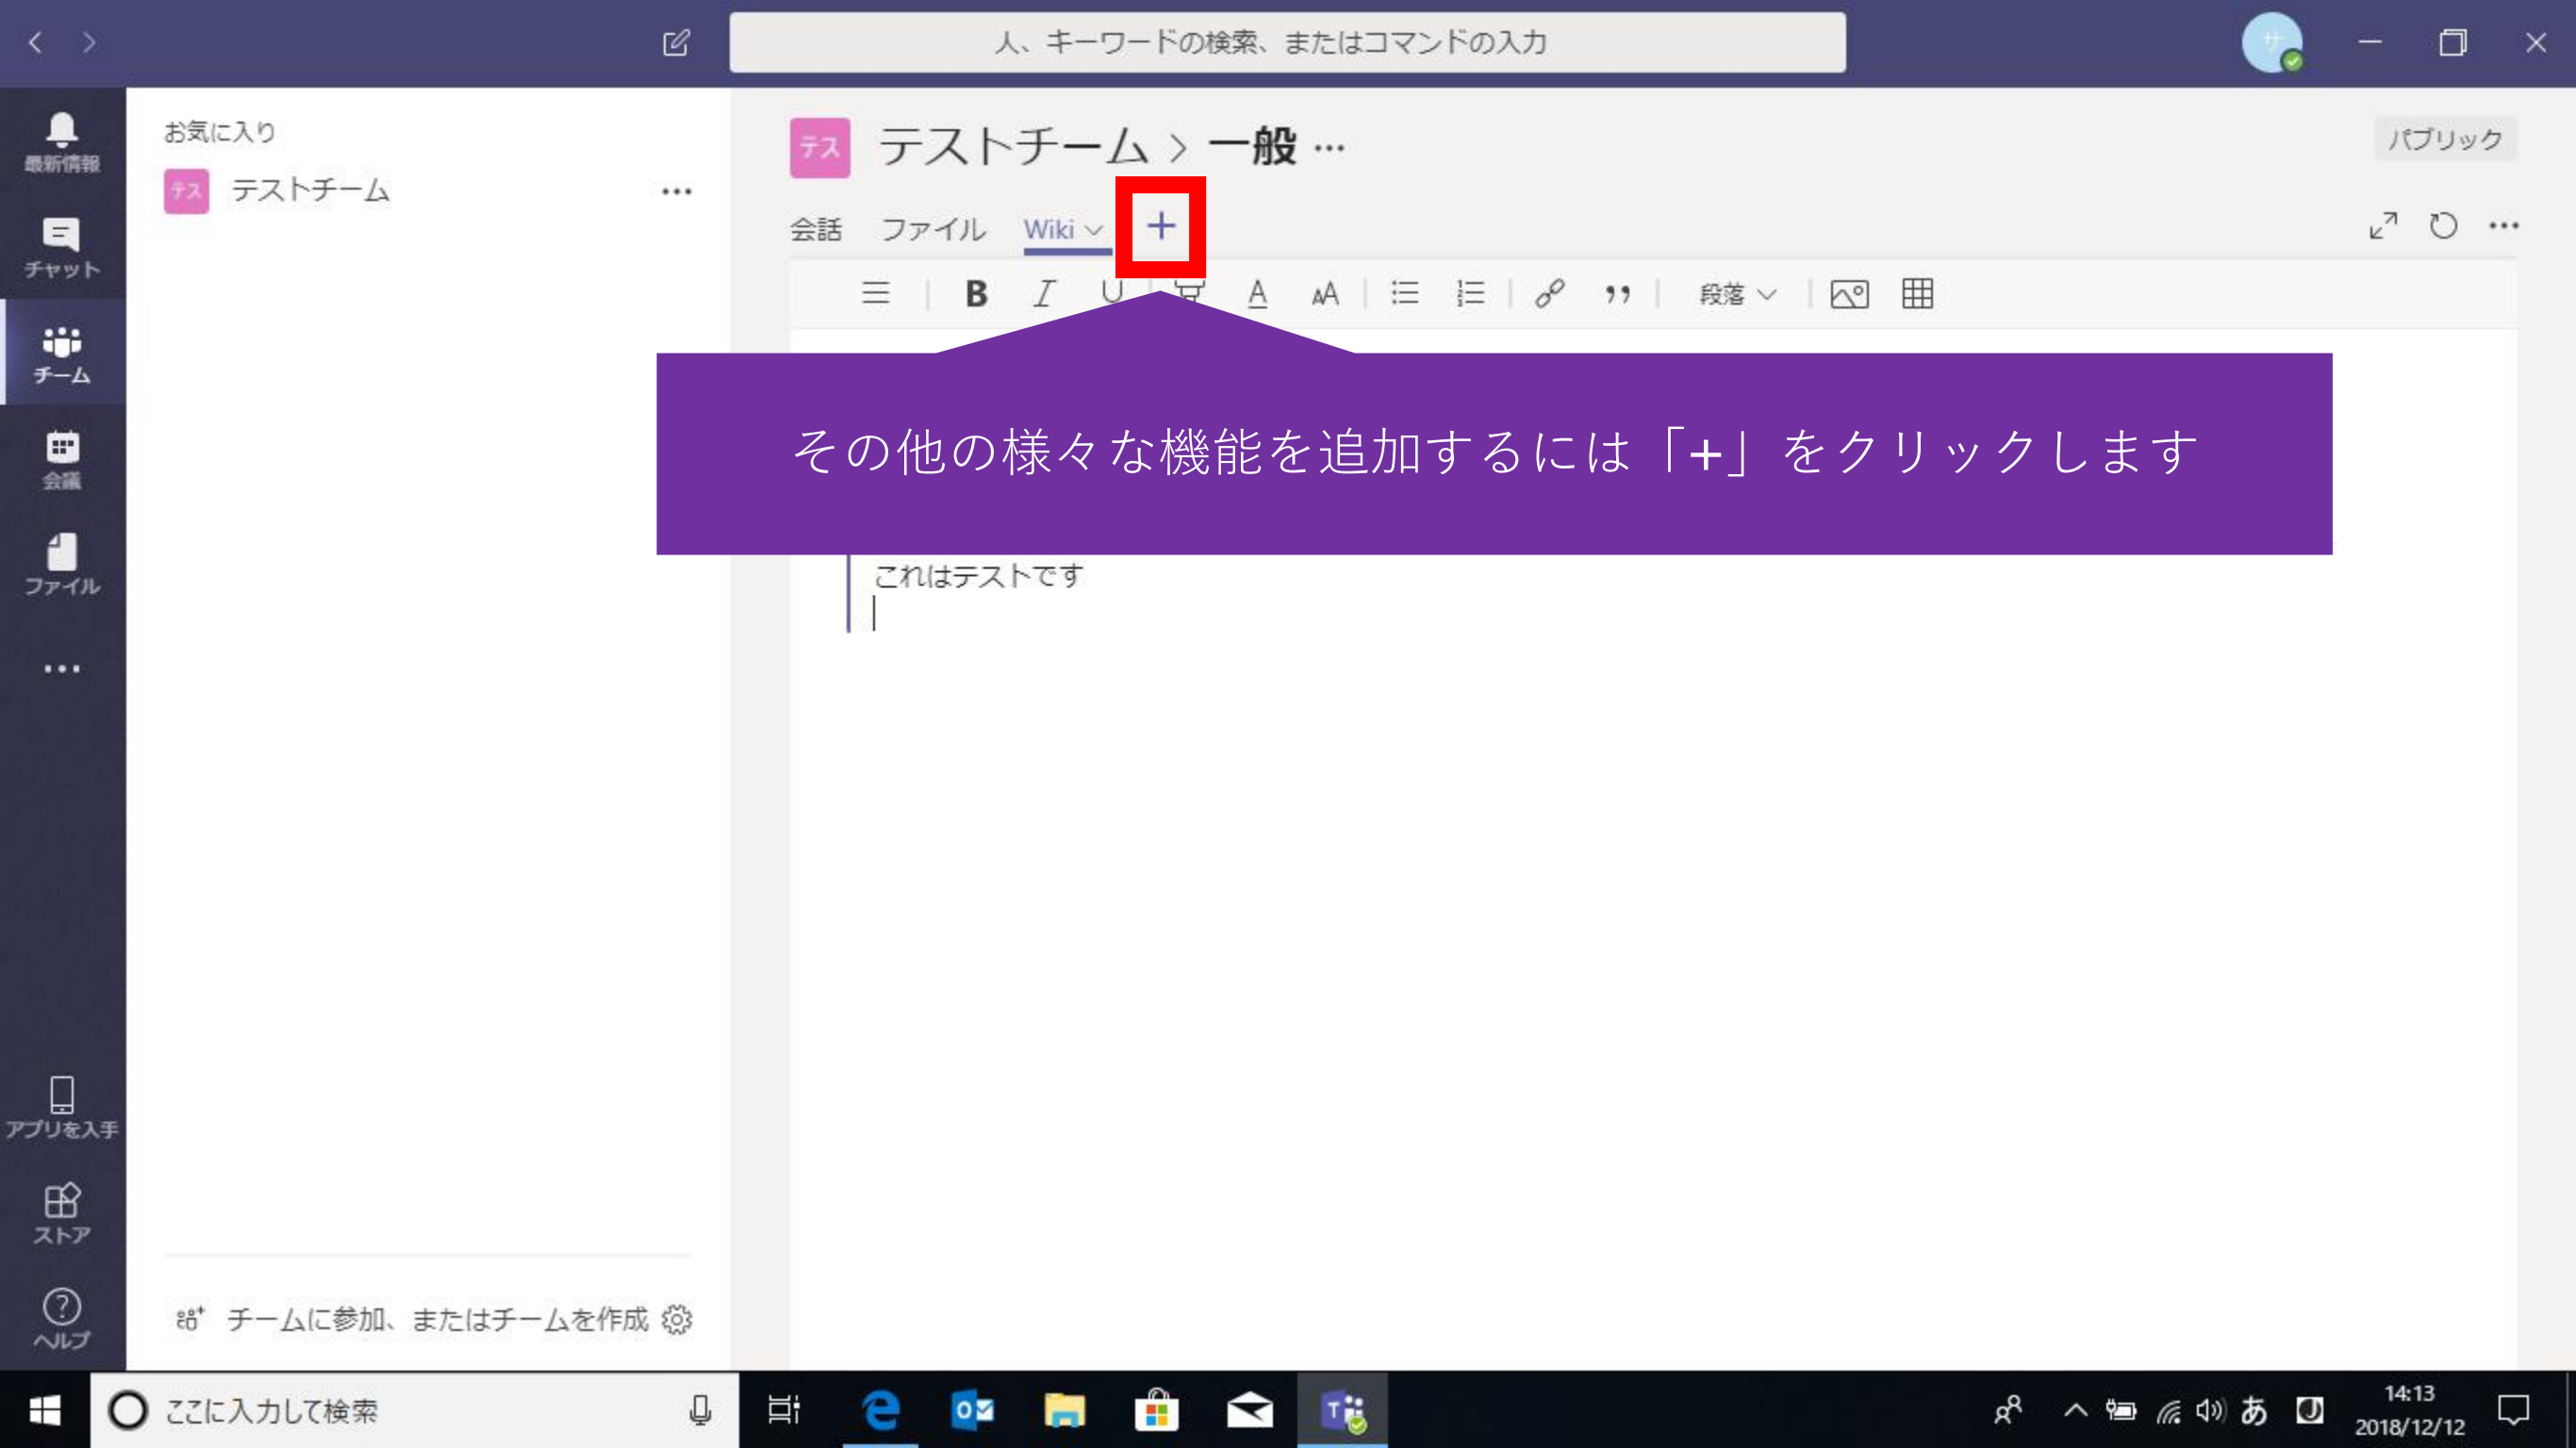 人、キーワードの検索、またはコマンドの入力
サ
最新情報
チャット
チーム
会議
ファイル
アプリを入手
ストア
ヘルプ
お気に入り
テス テストチーム
チームに参加、またはチームを作成
テス テストチーム > 一般 …
パブリック
会話 ファイル Wiki +
B I U A AA 段落
その他の様々な機能を追加するには「+」をクリックします
これはテストです
ここに入力して検索
あ
14:13
2018/12/12